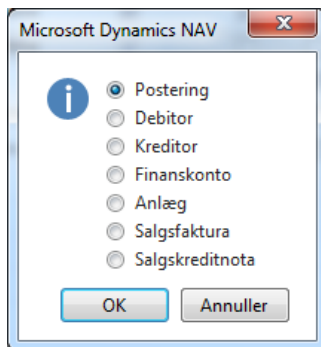 Microsoft Dynamics NAV
Postering
Debitor
Kreditor
Finanskonto
Anlæg
Salgsfaktura
Salgskreditnota
OK
Annuller